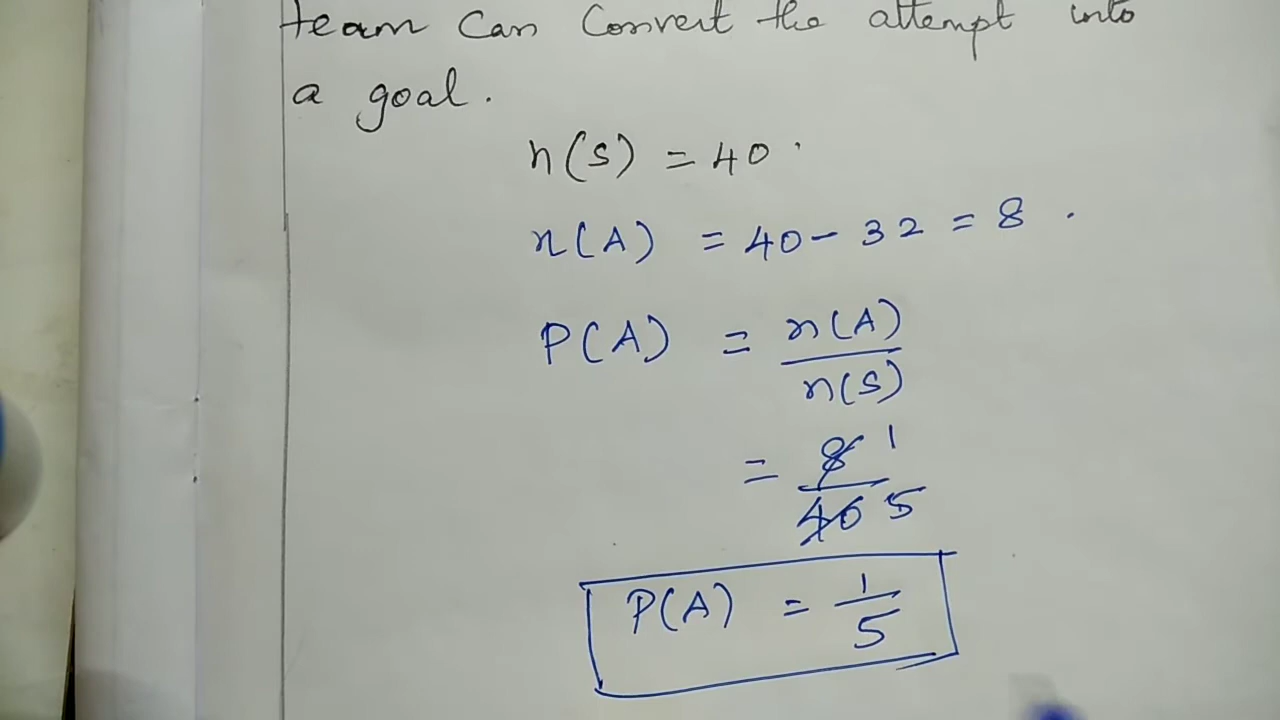 team can convert the attempt into
a goal.
n(S) = 40.
n(A) = 40 - 32 = 8.
P(A) = n(A)/n(S)
= 8/40 1/5
P(A) = 1/5